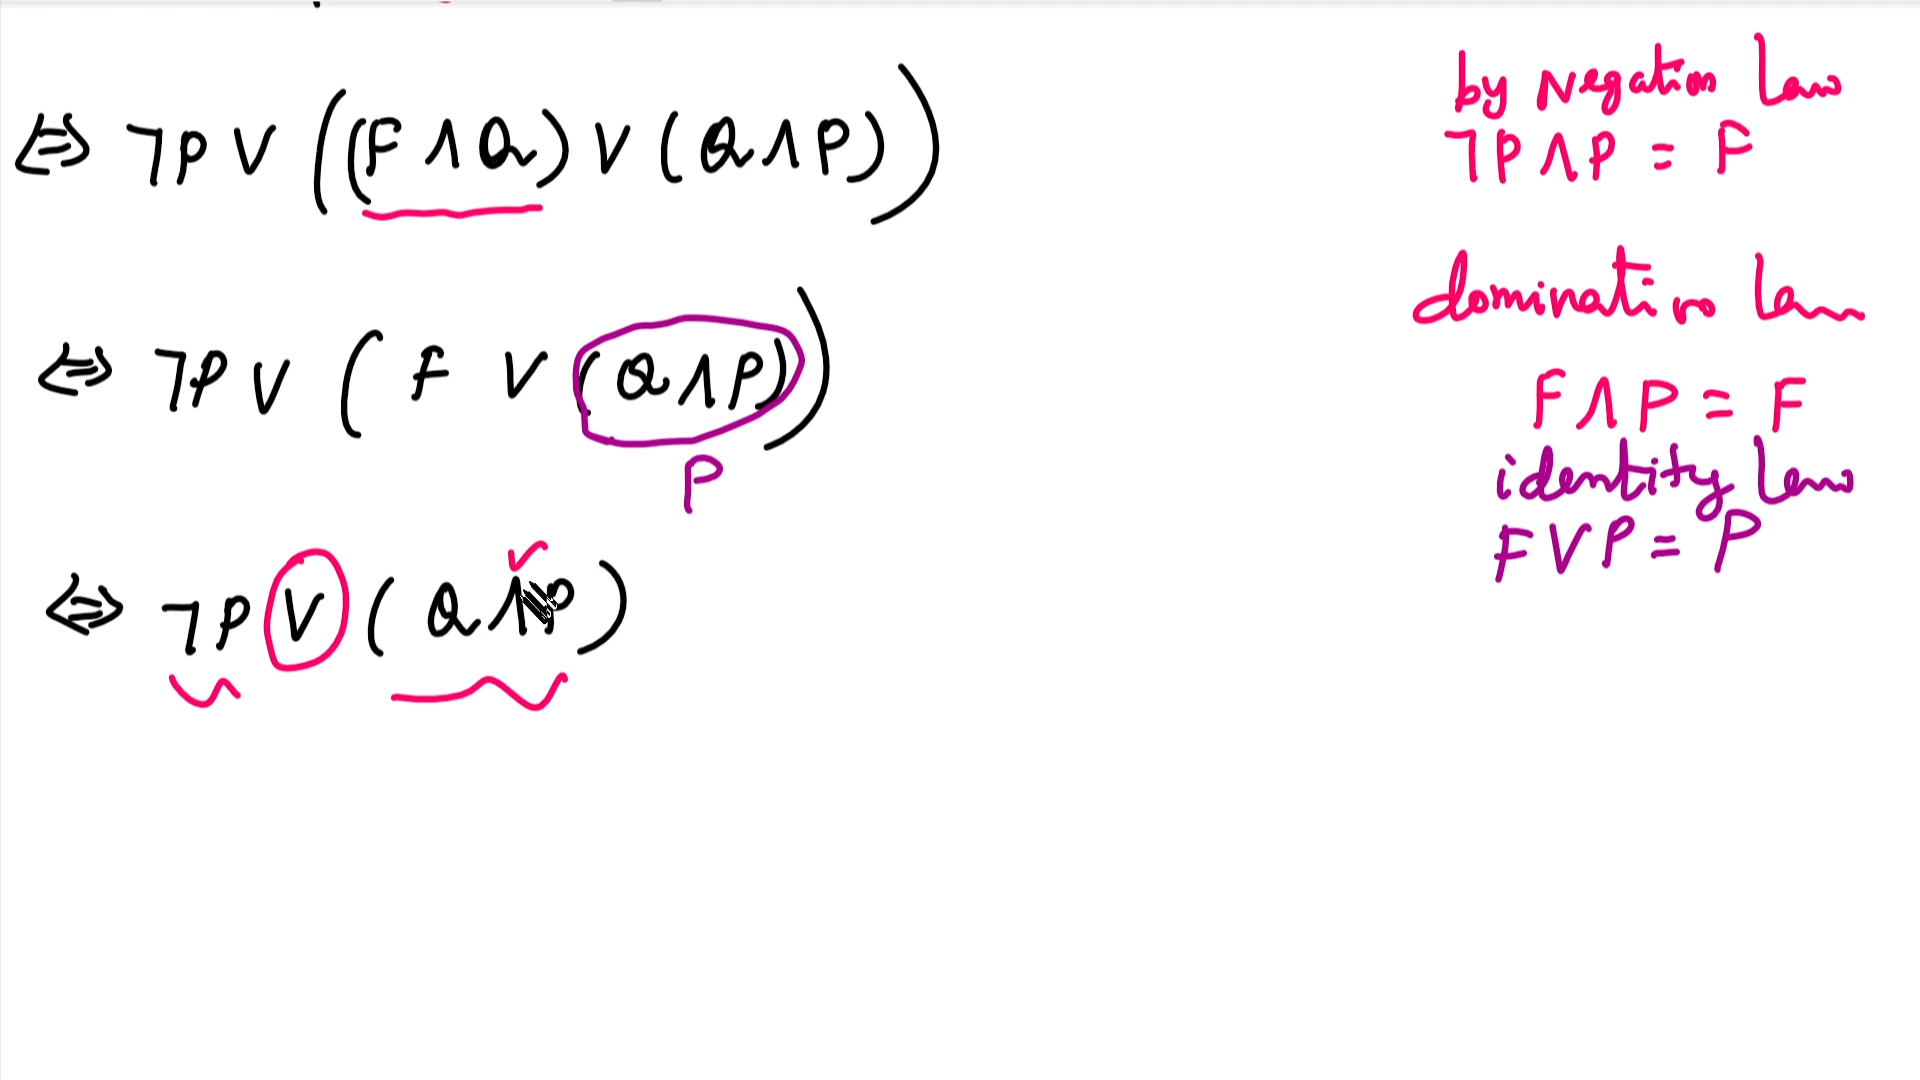 ⇔ ¬P ∨ ((F ∧ Q) ∨ (Q ∧ P))
by Negation Law
¬P ∧ P = F
domination law
⇔ ¬P ∨ ( F ∨ (Q ∧ P))
P
F ∧ P = F
identity law
F ∨ P = P
⇔ ¬P ∨ ( Q ∧ P )